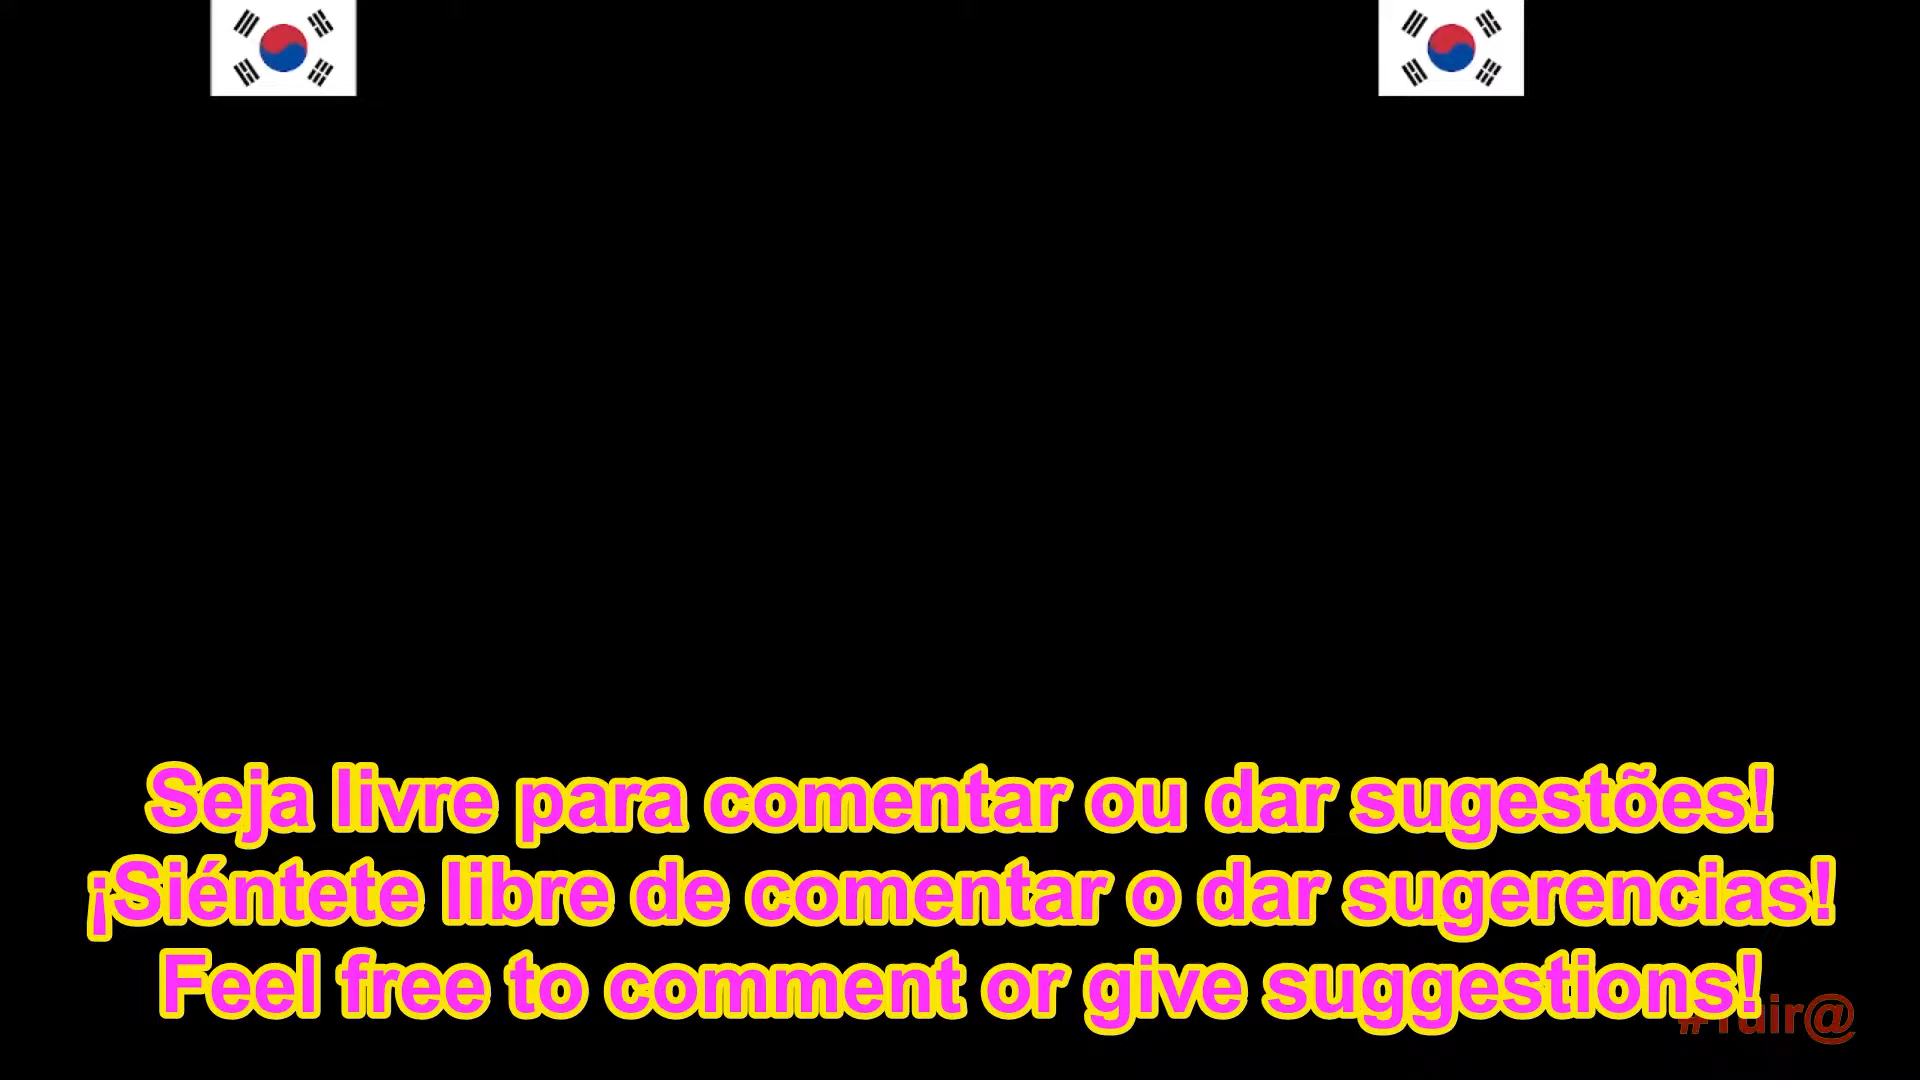 Seja livre para comentar ou dar sugestões!
¡Siéntete libre de comentar o dar sugerencias!
Feel free to comment or give suggestions!